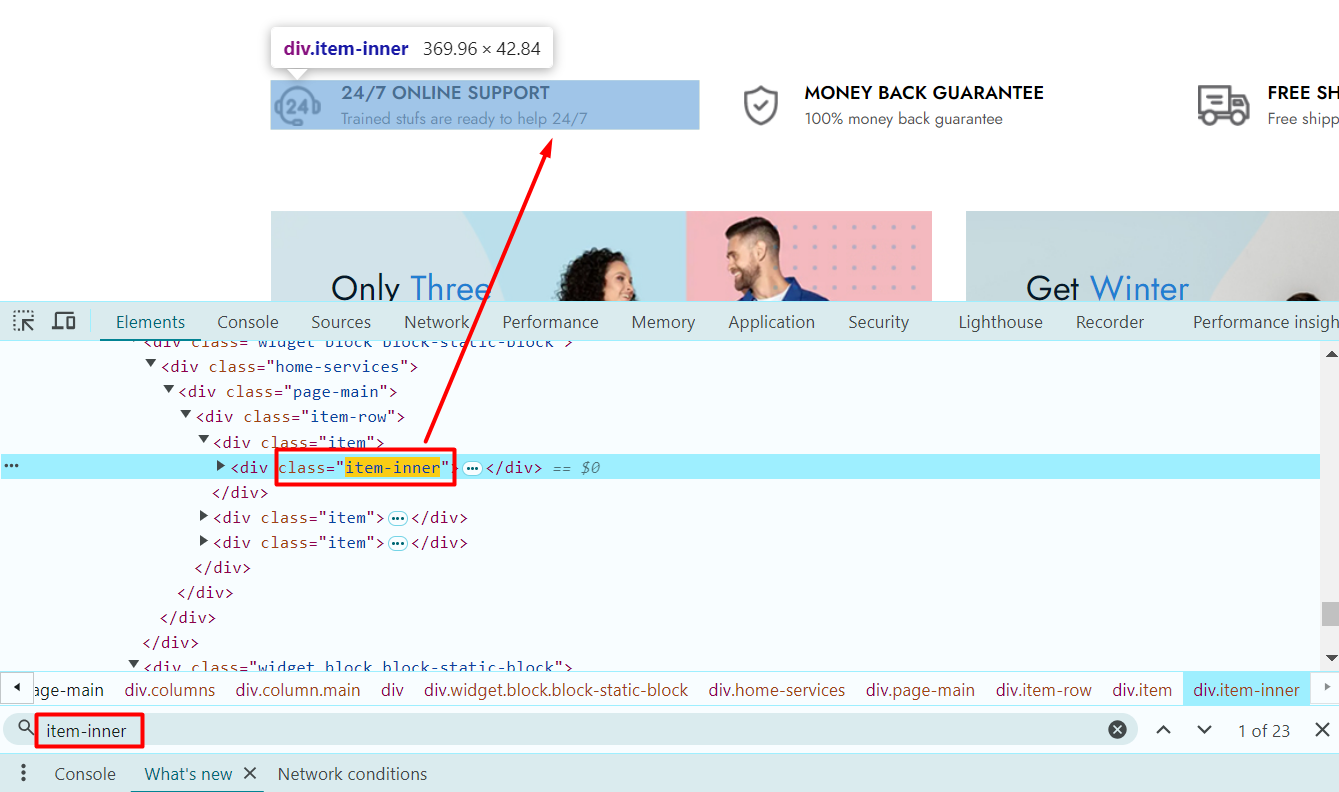 div.item-inner 369.96 × 42.84
24/7 ONLINE SUPPORT
Trained stufs are ready to help 24/7
MONEY BACK GUARANTEE
100% money back guarantee
FREE SH
Free shipp
Only Three
Get Winter
Elements Console Sources Network Performance Memory Application Security Lighthouse Recorder Performance insigh
<div class="widget block block-static-block">
<div class="home-services">
<div class="page-main">
<div class="item-row">
<div class="item">
<div class="item-inner">…</div> == $0
</div>
<div class="item">…</div>
<div class="item">…</div>
</div>
</div>
</div>
</div>
<div class="widget block block-static-block">
age-main div.columns div.column.main div div.widget.block.block-static-block div.home-services div.page-main div.item-row div.item div.item-inner
item-inner 1 of 23
Console What's new Network conditions